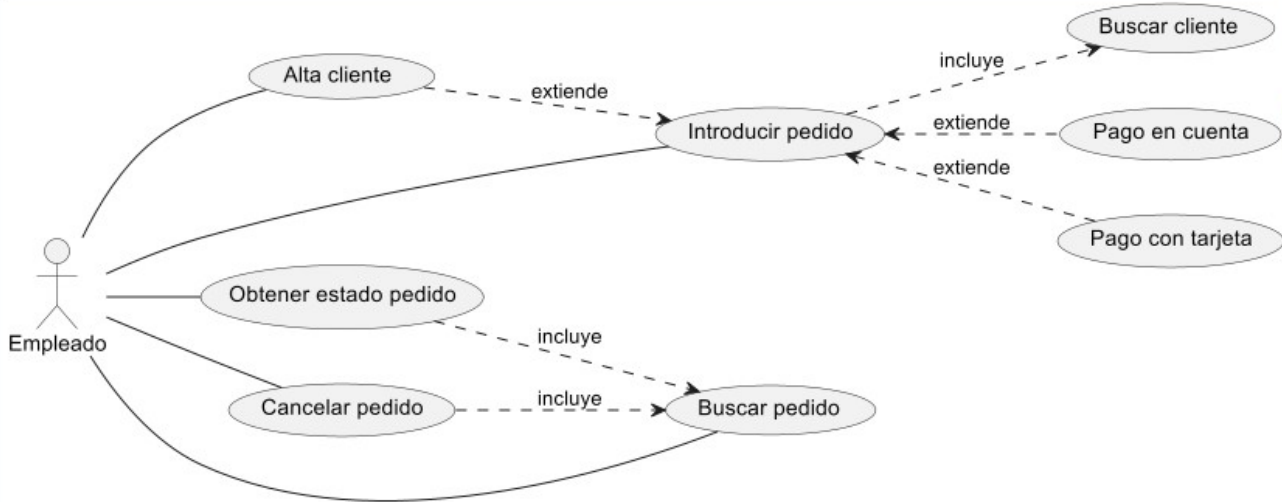 Buscar cliente
incluye
Alta cliente
extiende
Introducir pedido
extiende
Pago en cuenta
extiende
Pago con tarjeta
Obtener estado pedido
Empleado
incluye
Cancelar pedido
incluye
Buscar pedido